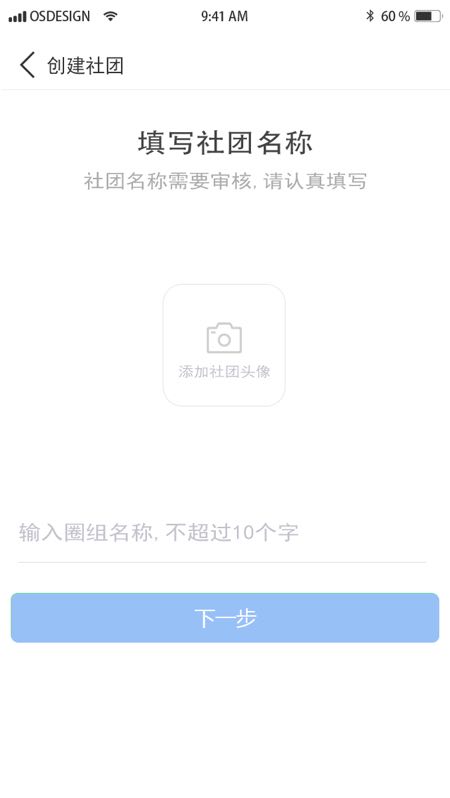 OSDESIGN 9:41 AM 60 %
创建社团
填写社团名称
社团名称需要审核, 请认真填写
添加社团头像
输入圈组名称, 不超过10个字
下一步